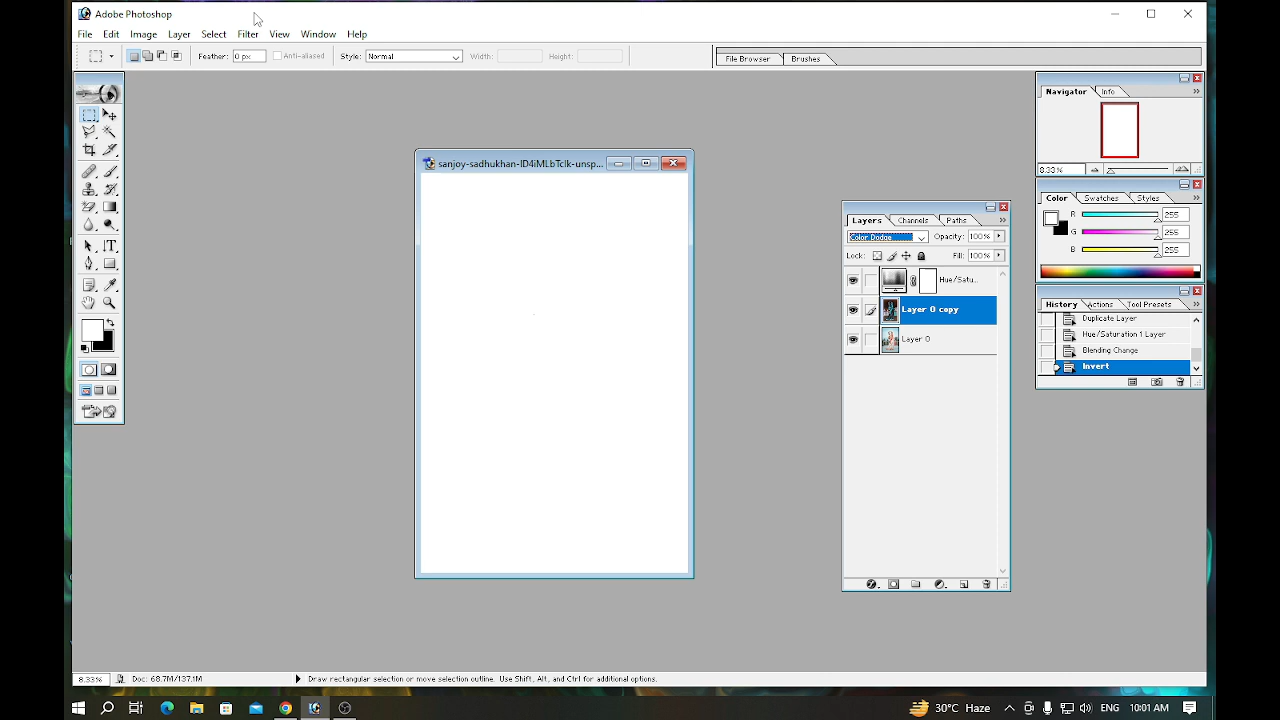 Adobe Photoshop
File Edit Image Layer Select Filter View Window Help
Feather: 0 px Anti-aliased Style: Normal Width: Height: File Browser Brushes
Navigator Info
8.33%
Color Swatches Styles
R 255
G 255
B 255
History Actions Tool Presets
Duplicate Layer
Hue/Saturation 1 Layer
Blending Change
Invert
sanjoy-sadhukhan-ID4iMLbTclk-unsp...
Layers Channels Paths
Color Dodge Opacity: 100%
Lock: Fill: 100%
Hue/Satu...
Layer 0 copy
Layer 0
8.33% Doc: 68.7M/137.1M Draw rectangular selection or move selection outline. Use Shift, Alt, and Ctrl for additional options.
30°C Haze ENG 10:01 AM